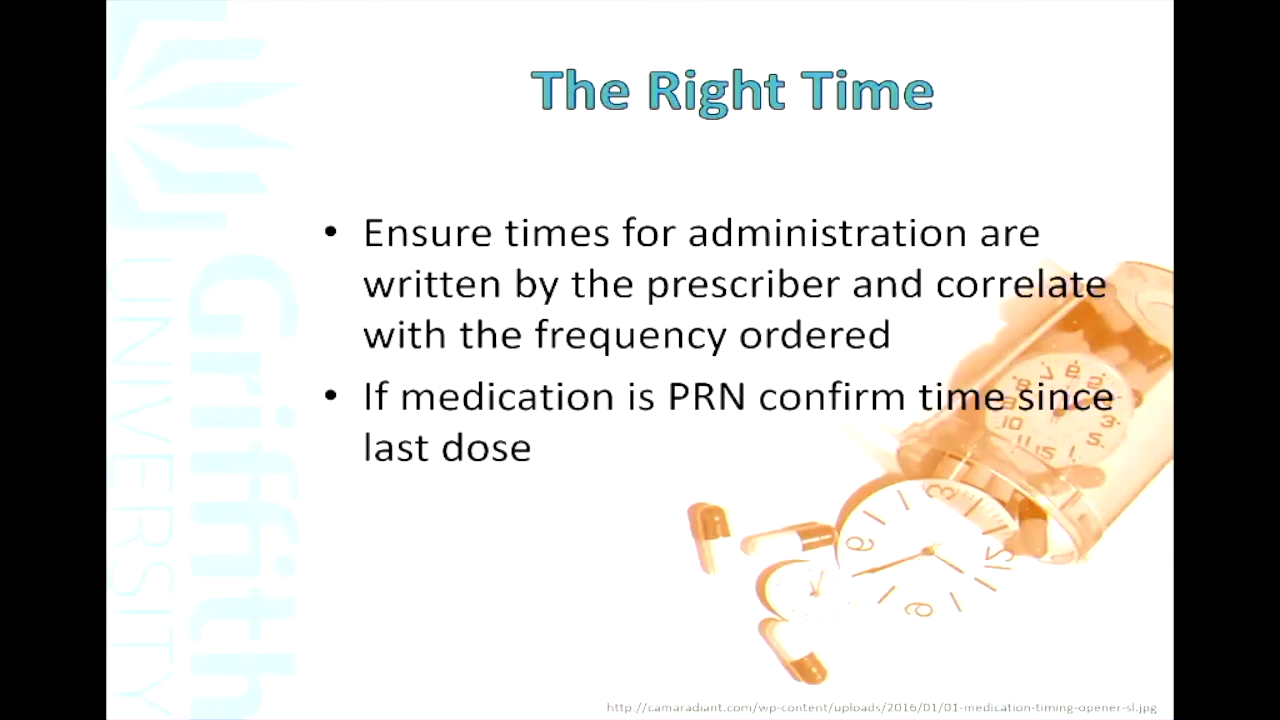 The Right Time
• Ensure times for administration are
written by the prescriber and correlate
with the frequency ordered
• If medication is PRN confirm time since
last dose
Griffith
UNIVERSITY
http://camaradiant.com/wp-content/uploads/2016/01/01-medication-timing-opener-sl.jpg